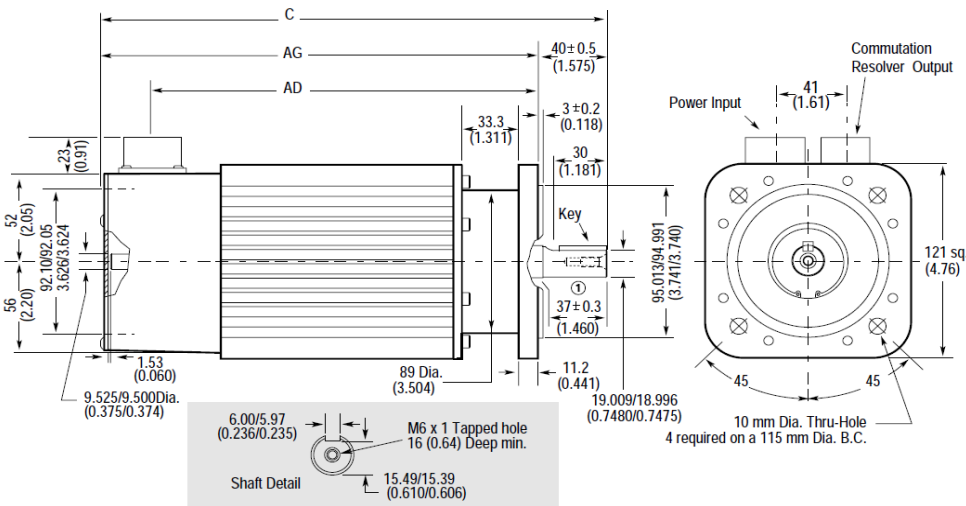 C
AG
40± 0.5
(1.575)
AD
3 ±0.2
(0.118)
33.3
(1.311)
30
(1.181)
23
(0.91)
52
(2.05)
56
(2.20)
92.10/92.05
3.626/3.624
Key
1
37± 0.3
(1.460)
95.013/94.991
(3.741/3.740)
1.53
(0.060)
9.525/9.500Dia.
(0.375/0.374)
89 Dia.
(3.504)
11.2
(0.441)
19.009/18.996
(0.7480/0.7475)
Commutation
Resolver Output
Power Input
41
(1.61)
121 sq
(4.76)
45
45
10 mm Dia. Thru-Hole
4 required on a 115 mm Dia. B.C.
6.00/5.97
(0.236/0.235)
M6 x 1 Tapped hole
16 (0.64) Deep min.
Shaft Detail
15.49/15.39
(0.610/0.606)